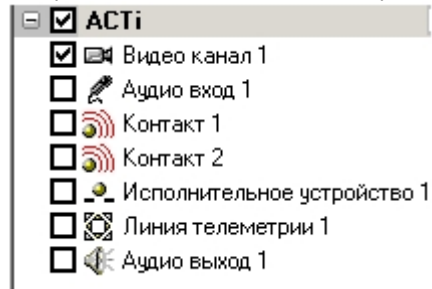 ACTi
Видео канал 1
Аудио вход 1
Контакт 1
Контакт 2
Исполнительное устройство 1
Линия телеметрии 1
Аудио выход 1